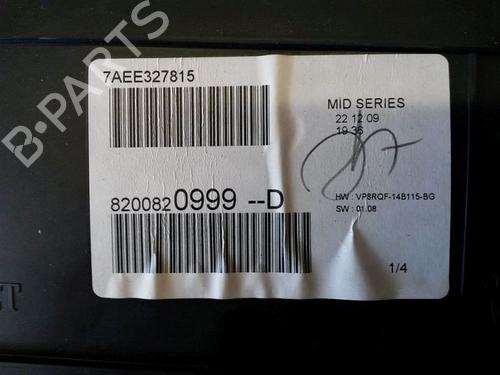 B-PARTS
7AEE327815
MID SERIES
22 12 09
19 36
HW : VP8RQF-14B115-BG
SW : 01.08
8200820999 --D
1/4